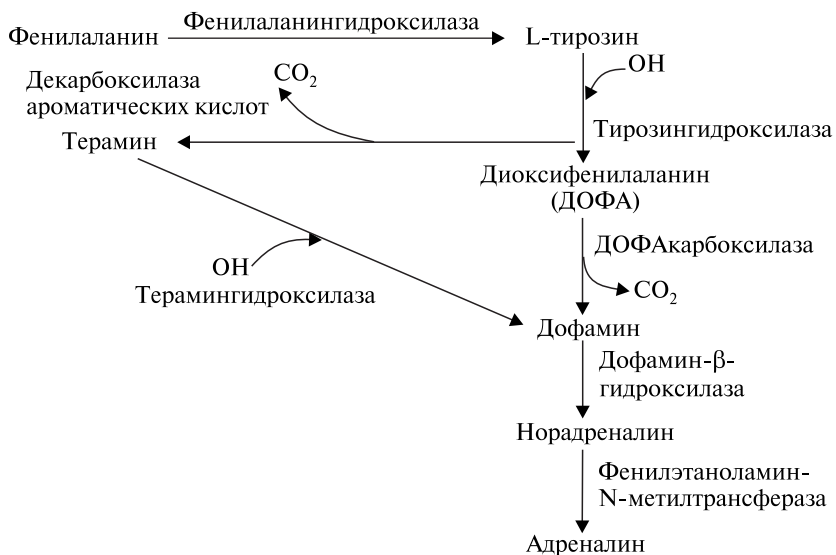 Фенилаланин
Фенилаланингидроксилаза
L-тирозин
Декарбоксилаза
ароматических кислот
CO₂
OH
Терамин
Тирозингидроксилаза
Диоксифенилаланин
(ДОФА)
ДОФАкарбоксилаза
OH
Терамингидроксилаза
CO₂
Дофамин
Дофамин-β-
гидроксилаза
Норадреналин
Фенилэтаноламин-
N-метилтрансфераза
Адреналин